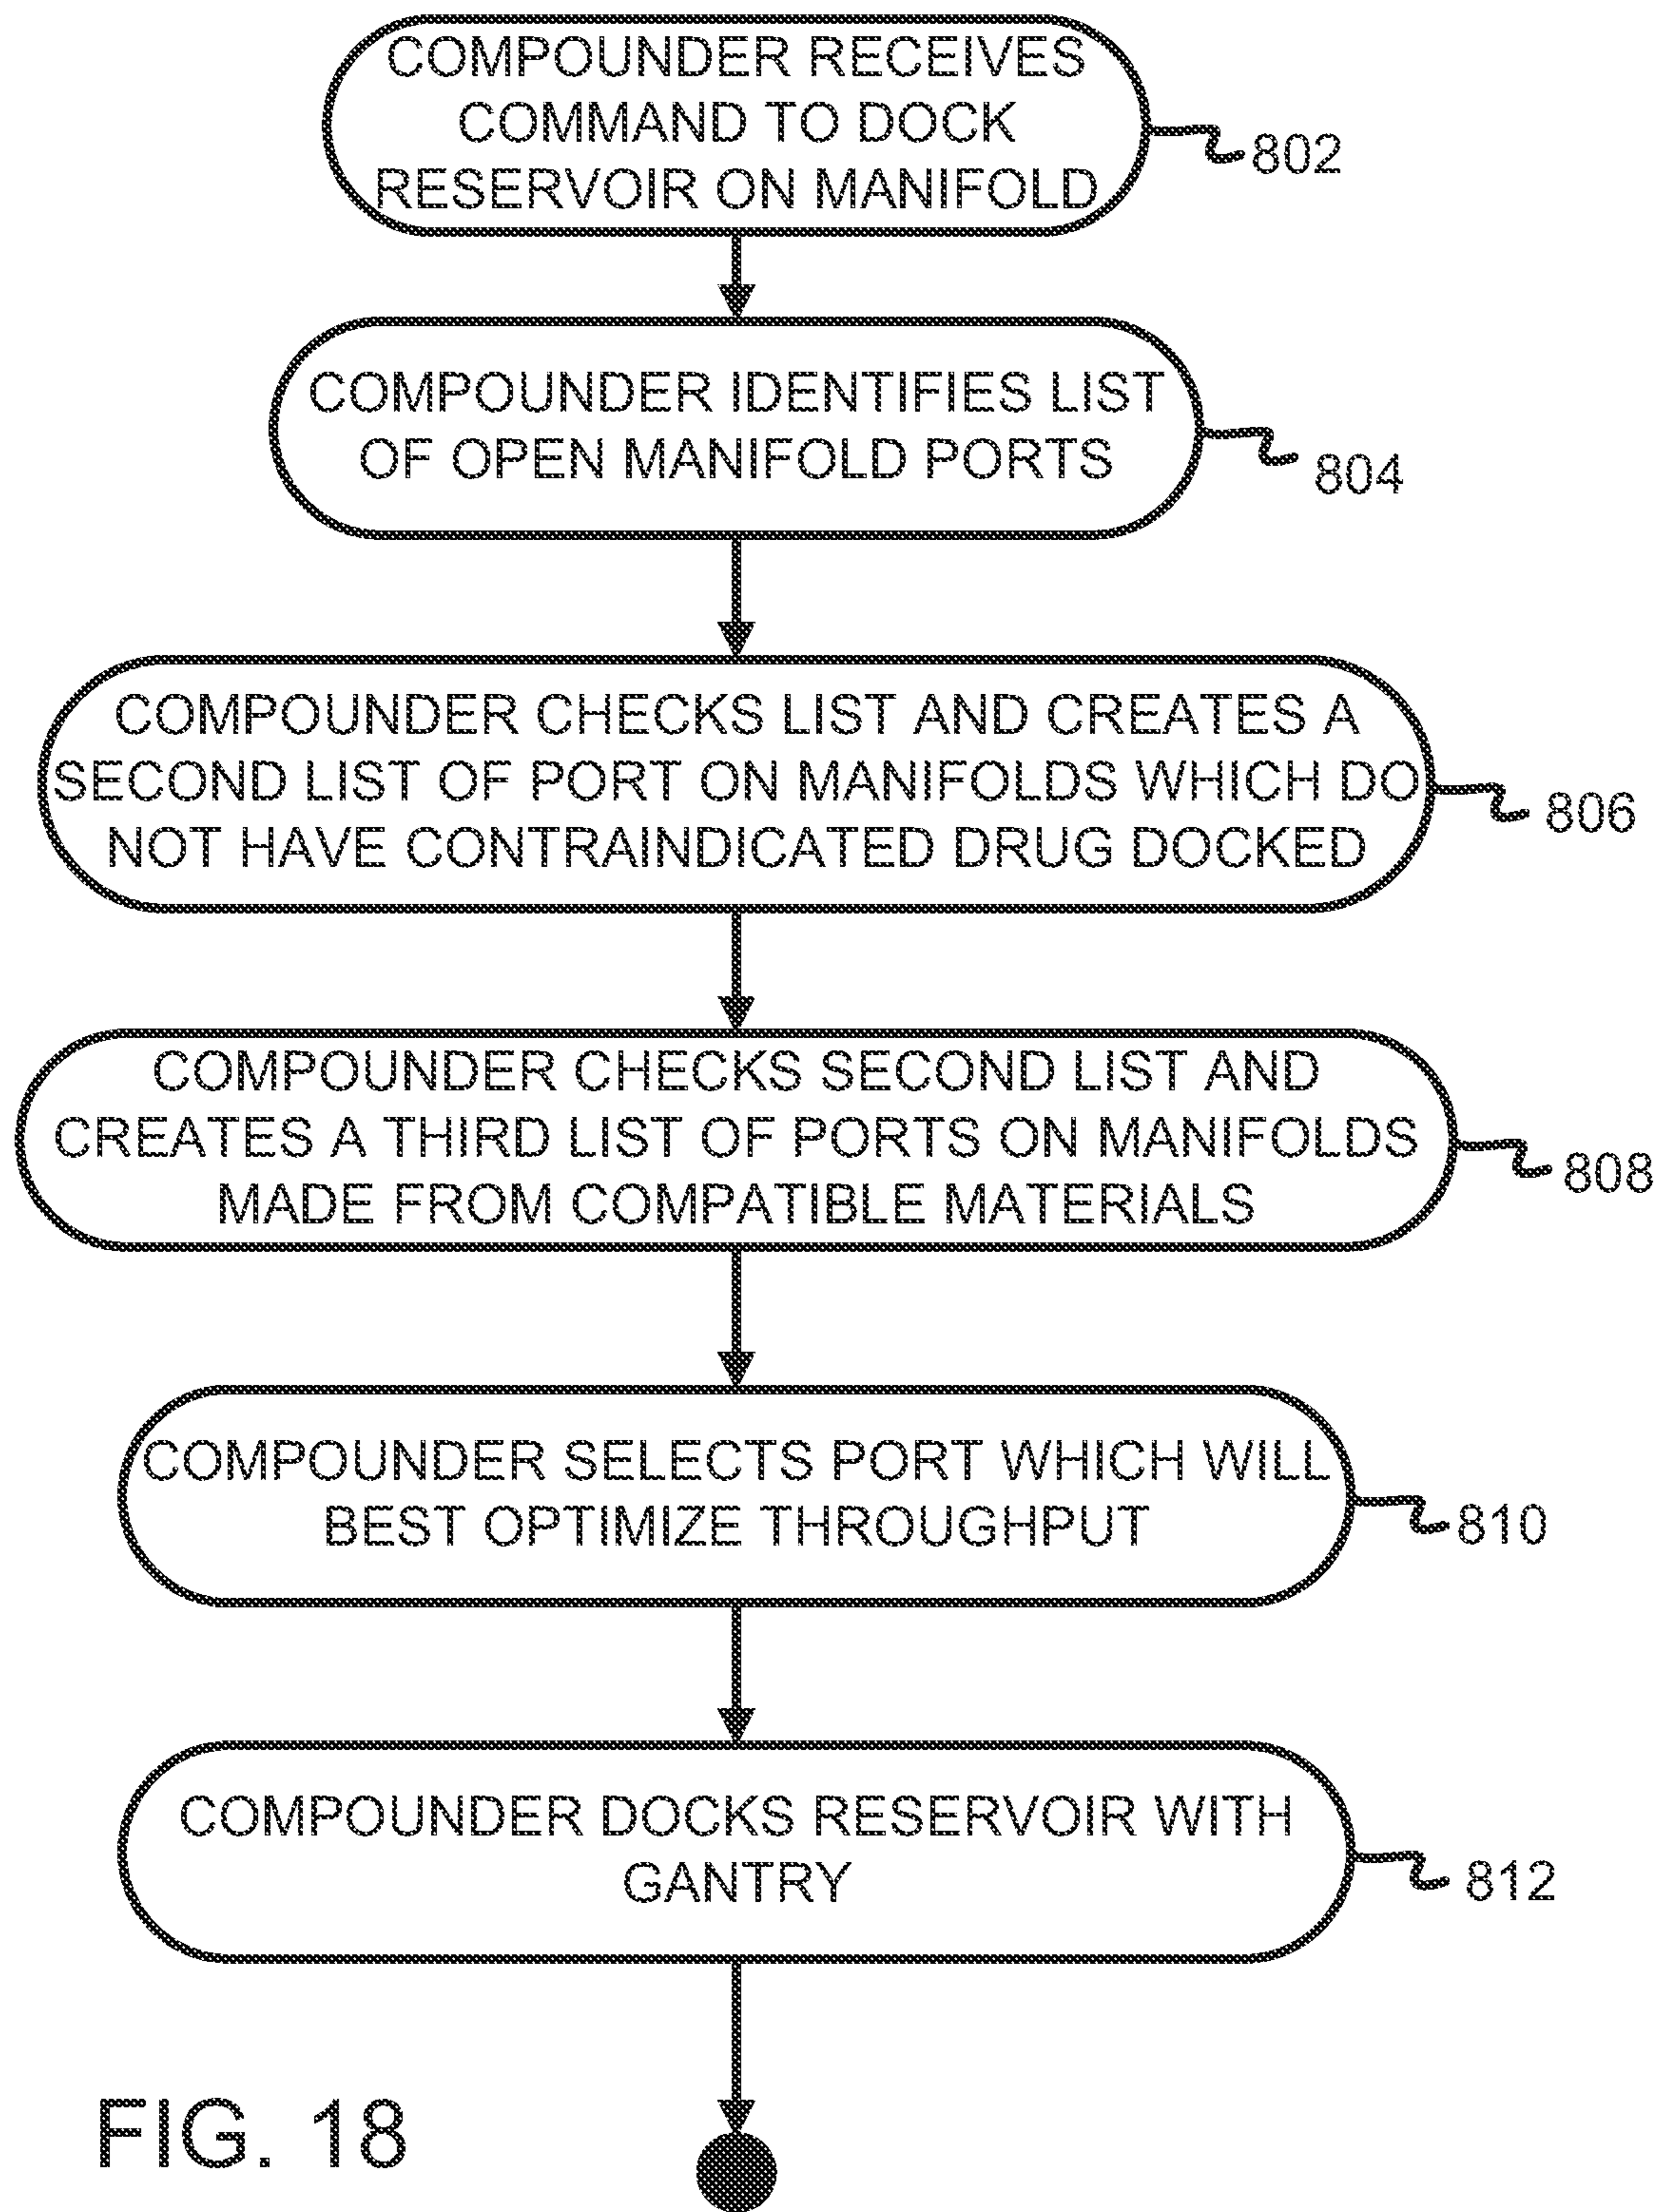 COMPOUNDER RECEIVES
COMMAND TO DOCK
RESERVOIR ON MANIFOLD
802
COMPOUNDER IDENTIFIES LIST
OF OPEN MANIFOLD PORTS
804
COMPOUNDER CHECKS LIST AND CREATES A
SECOND LIST OF PORT ON MANIFOLDS WHICH DO
NOT HAVE CONTRAINDICATED DRUG DOCKED
806
COMPOUNDER CHECKS SECOND LIST AND
CREATES A THIRD LIST OF PORTS ON MANIFOLDS
MADE FROM COMPATIBLE MATERIALS
808
COMPOUNDER SELECTS PORT WHICH WILL
BEST OPTIMIZE THROUGHPUT
810
COMPOUNDER DOCKS RESERVOIR WITH
GANTRY
812
FIG. 18